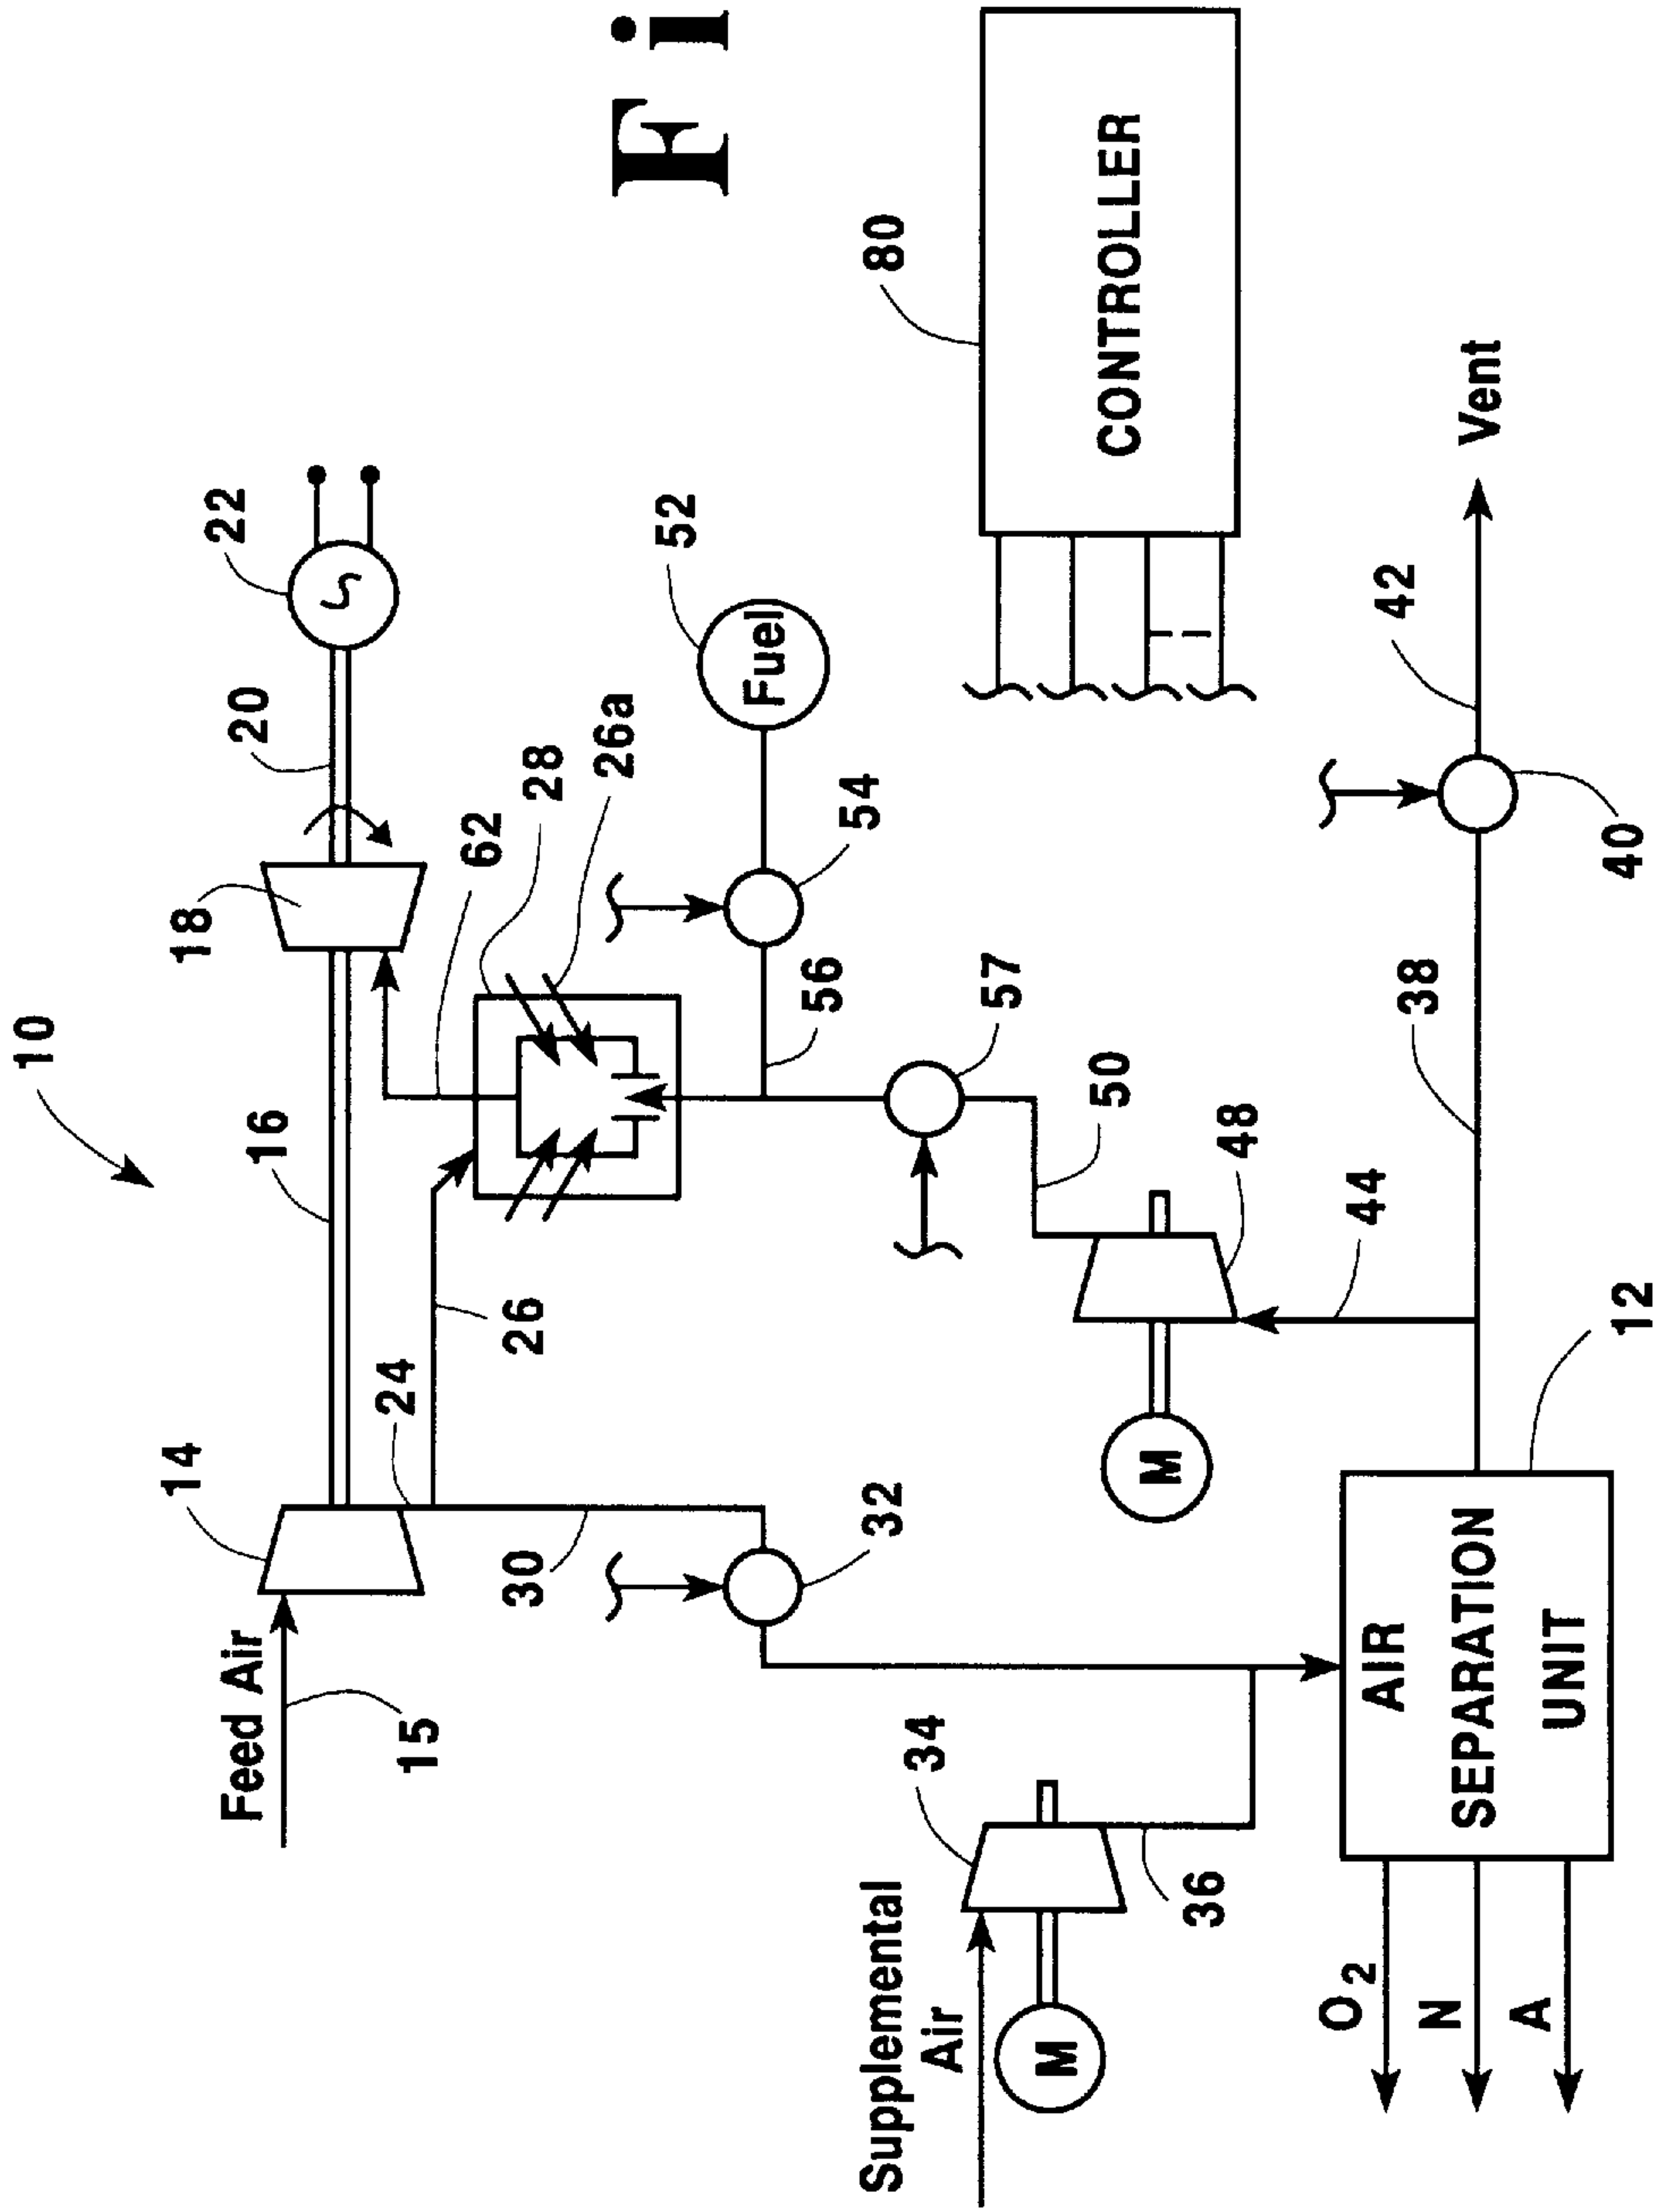 10
14
Feed Air
15
16
18
20
22
24
26
62
28
26a
30
32
52
Fuel
54
56
57
50
48
M
44
34
Supplemental
Air
M
36
80
CONTROLLER
O2
N
A
AIR
SEPARATION
UNIT
12
38
40
42
Vent
Fi